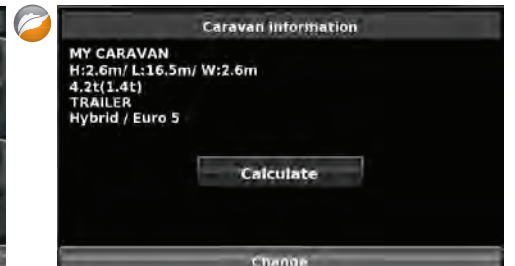 Caravan information
MY CARAVAN
H:2.6m/ L:16.5m/ W:2.6m
4.2t(1.4t)
TRAILER
Hybrid / Euro 5
Calculate
Change